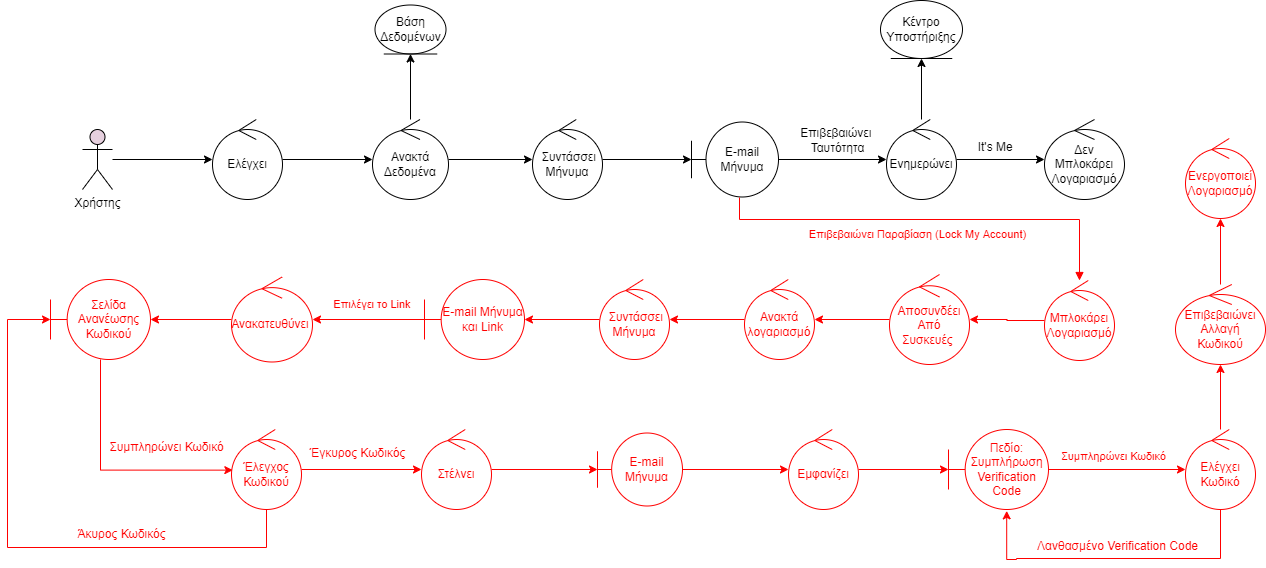 Βάση
Δεδομένων
Κέντρο
Υποστήριξης
Χρήστης
Ελέγχει
Ανακτά
Δεδομένα
Συντάσσει
Μήνυμα
E-mail
Μήνυμα
Επιβεβαιώνει
Ταυτότητα
Ενημερώνει
It's Me
Δεν
Μπλοκάρει
Λογαριασμό
Ενεργοποιεί
Λογαριασμό
Επιβεβαιώνει Παραβίαση (Lock My Account)
Σελίδα
Ανανέωσης
Κωδικού
Ανακατευθύνει
Επιλέγει το Link
E-mail Μήνυμα
και Link
Συντάσσει
Μήνυμα
Ανακτά
λογαριασμό
Αποσυνδέει
Από
Συσκευές
Μπλοκάρει
Λογαριασμό
Επιβεβαιώνει
Αλλαγή
Κωδικού
Συμπληρώνει Κωδικό
Έλεγχος
Κωδικού
Έγκυρος Κωδικός
Στέλνει
E-mail
Μήνυμα
Εμφανίζει
Πεδίο:
Συμπλήρωση
Verification
Code
Συμπληρώνει Κωδικό
Ελέγχει
Κωδικό
Άκυρος Κωδικός
Λανθασμένο Verification Code